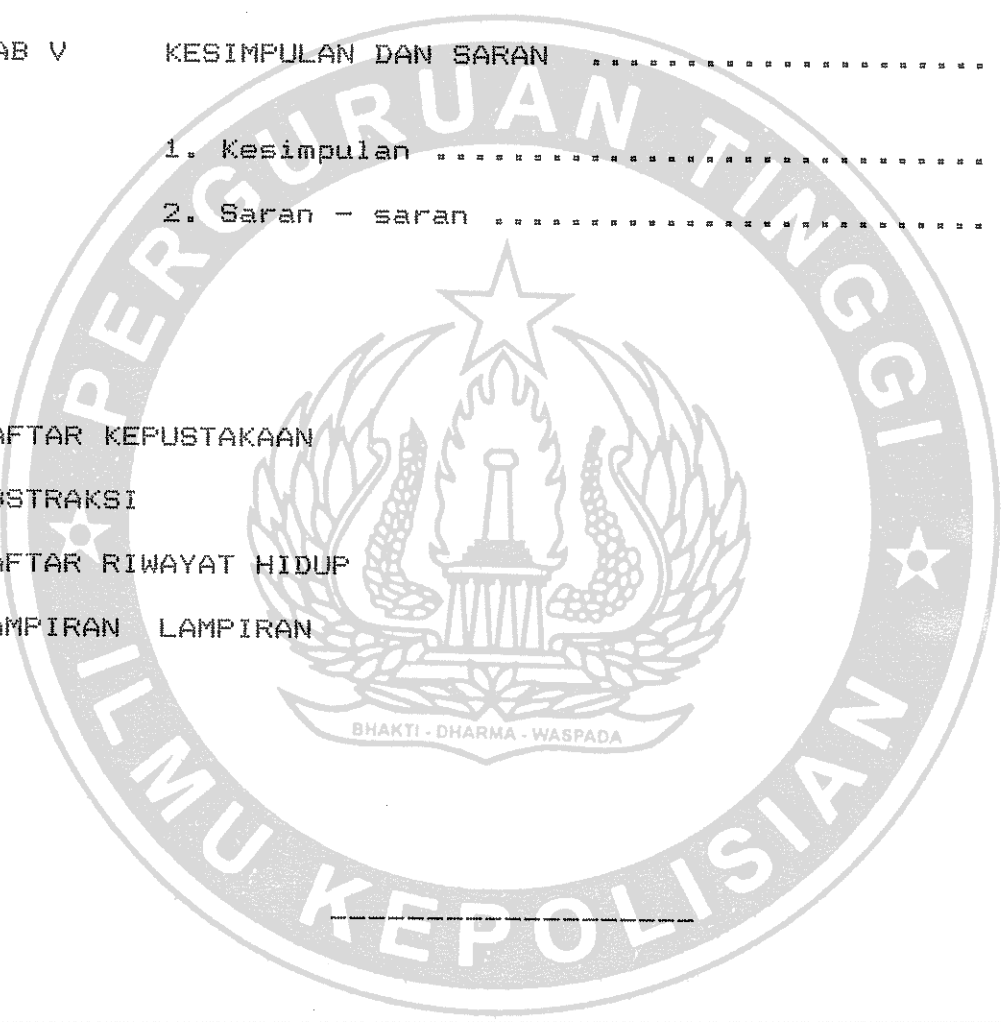 AB V KESIMPULAN DAN SARAN ........................
1. Kesimpulan ............................
2. Saran - saran .........................
AFTAR KEPUSTAKAAN
BSTRAKSI
AFTAR RIWAYAT HIDUP
AMPIRAN LAMPIRAN
PERGURUAN TINGGI
ILMU KEPOLISIAN
BHAKTI - DHARMA - WASPADA